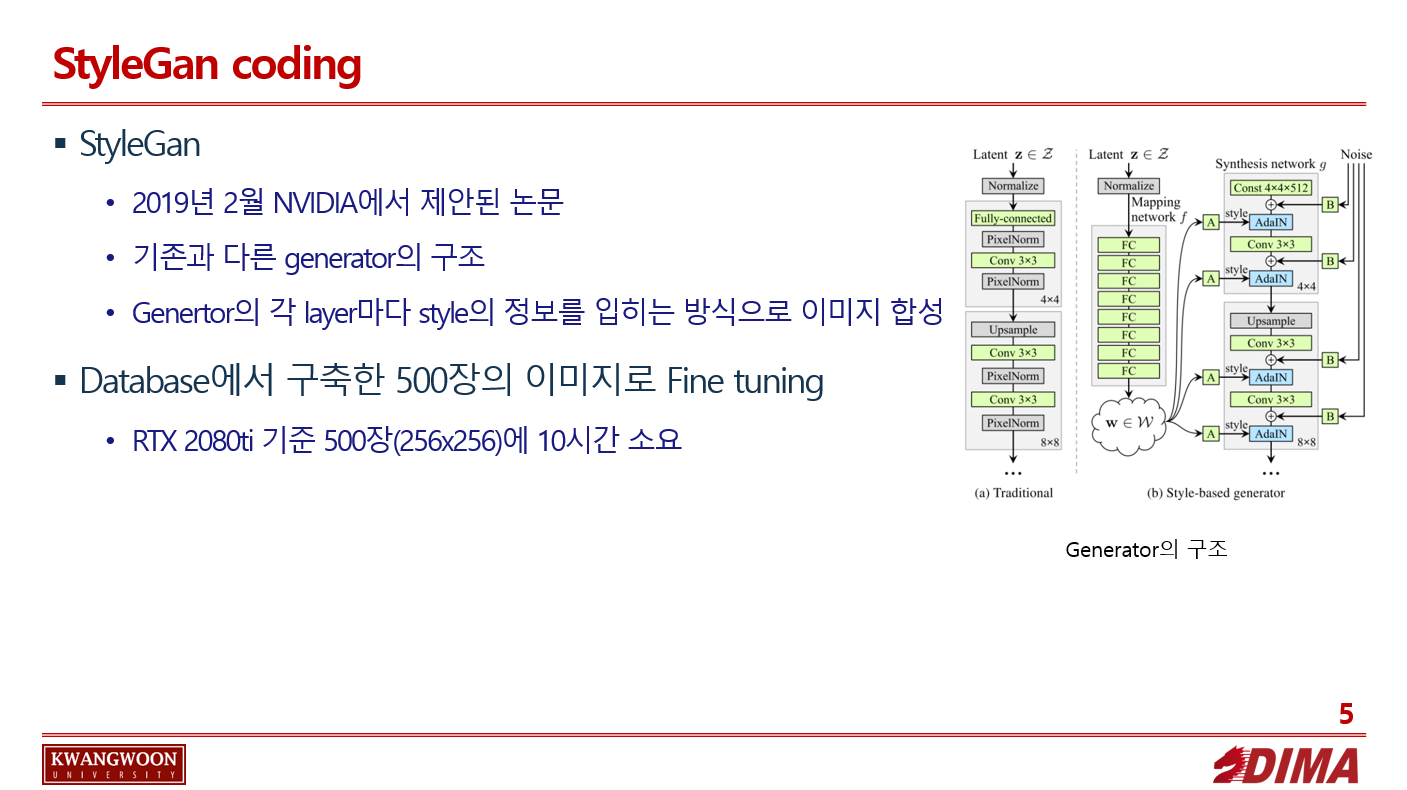 StyleGan coding
StyleGan
2019년 2월 NVIDIA에서 제안된 논문
기존과 다른 generator의 구조
Genertor의 각 layer마다 style의 정보를 입히는 방식으로 이미지 합성
Database에서 구축한 500장의 이미지로 Fine tuning
RTX 2080ti 기준 500장(256x256)에 10시간 소요
Latent z ∈ Z
Normalize
Fully-connected
PixelNorm
Conv 3×3
PixelNorm
4×4
Upsample
Conv 3×3
PixelNorm
Conv 3×3
PixelNorm
8×8
...
(a) Traditional
Latent z ∈ Z
Normalize
Mapping
network f
FC
FC
FC
FC
FC
FC
FC
FC
w ∈ W
Synthesis network g
Noise
Const 4×4×512
B
A
style
AdaIN
Conv 3×3
B
A
style
AdaIN
4×4
Upsample
Conv 3×3
B
A
style
AdaIN
Conv 3×3
B
A
style
AdaIN
8×8
...
(b) Style-based generator
Generator의 구조
5
KWANGWOON
UNIVERSITY
DIMA